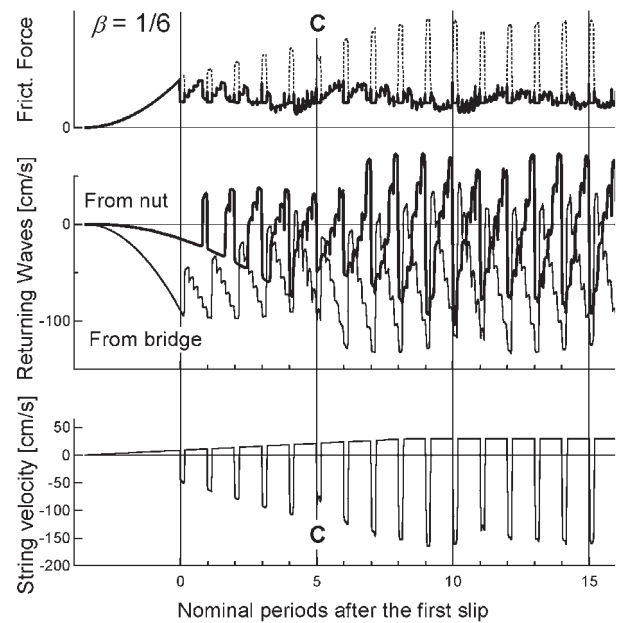 β = 1/6
C
Frict. Force
0
Returning Waves [cm/s]
From nut
0
-100
From bridge
String velocity [cm/s]
50
0
-50
-100
-150
-200
C
0 5 10 15
Nominal periods after the first slip